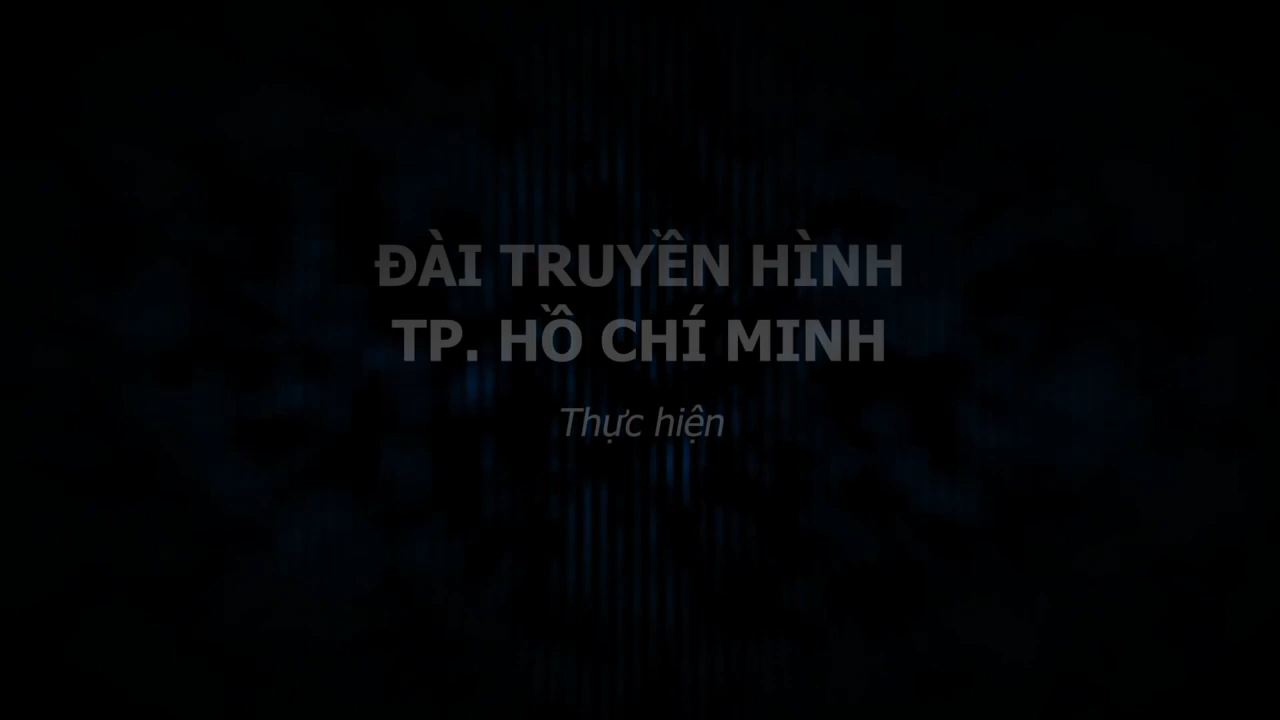 ĐÀI TRUYỀN HÌNH
TP. HỒ CHÍ MINH
Thực hiện